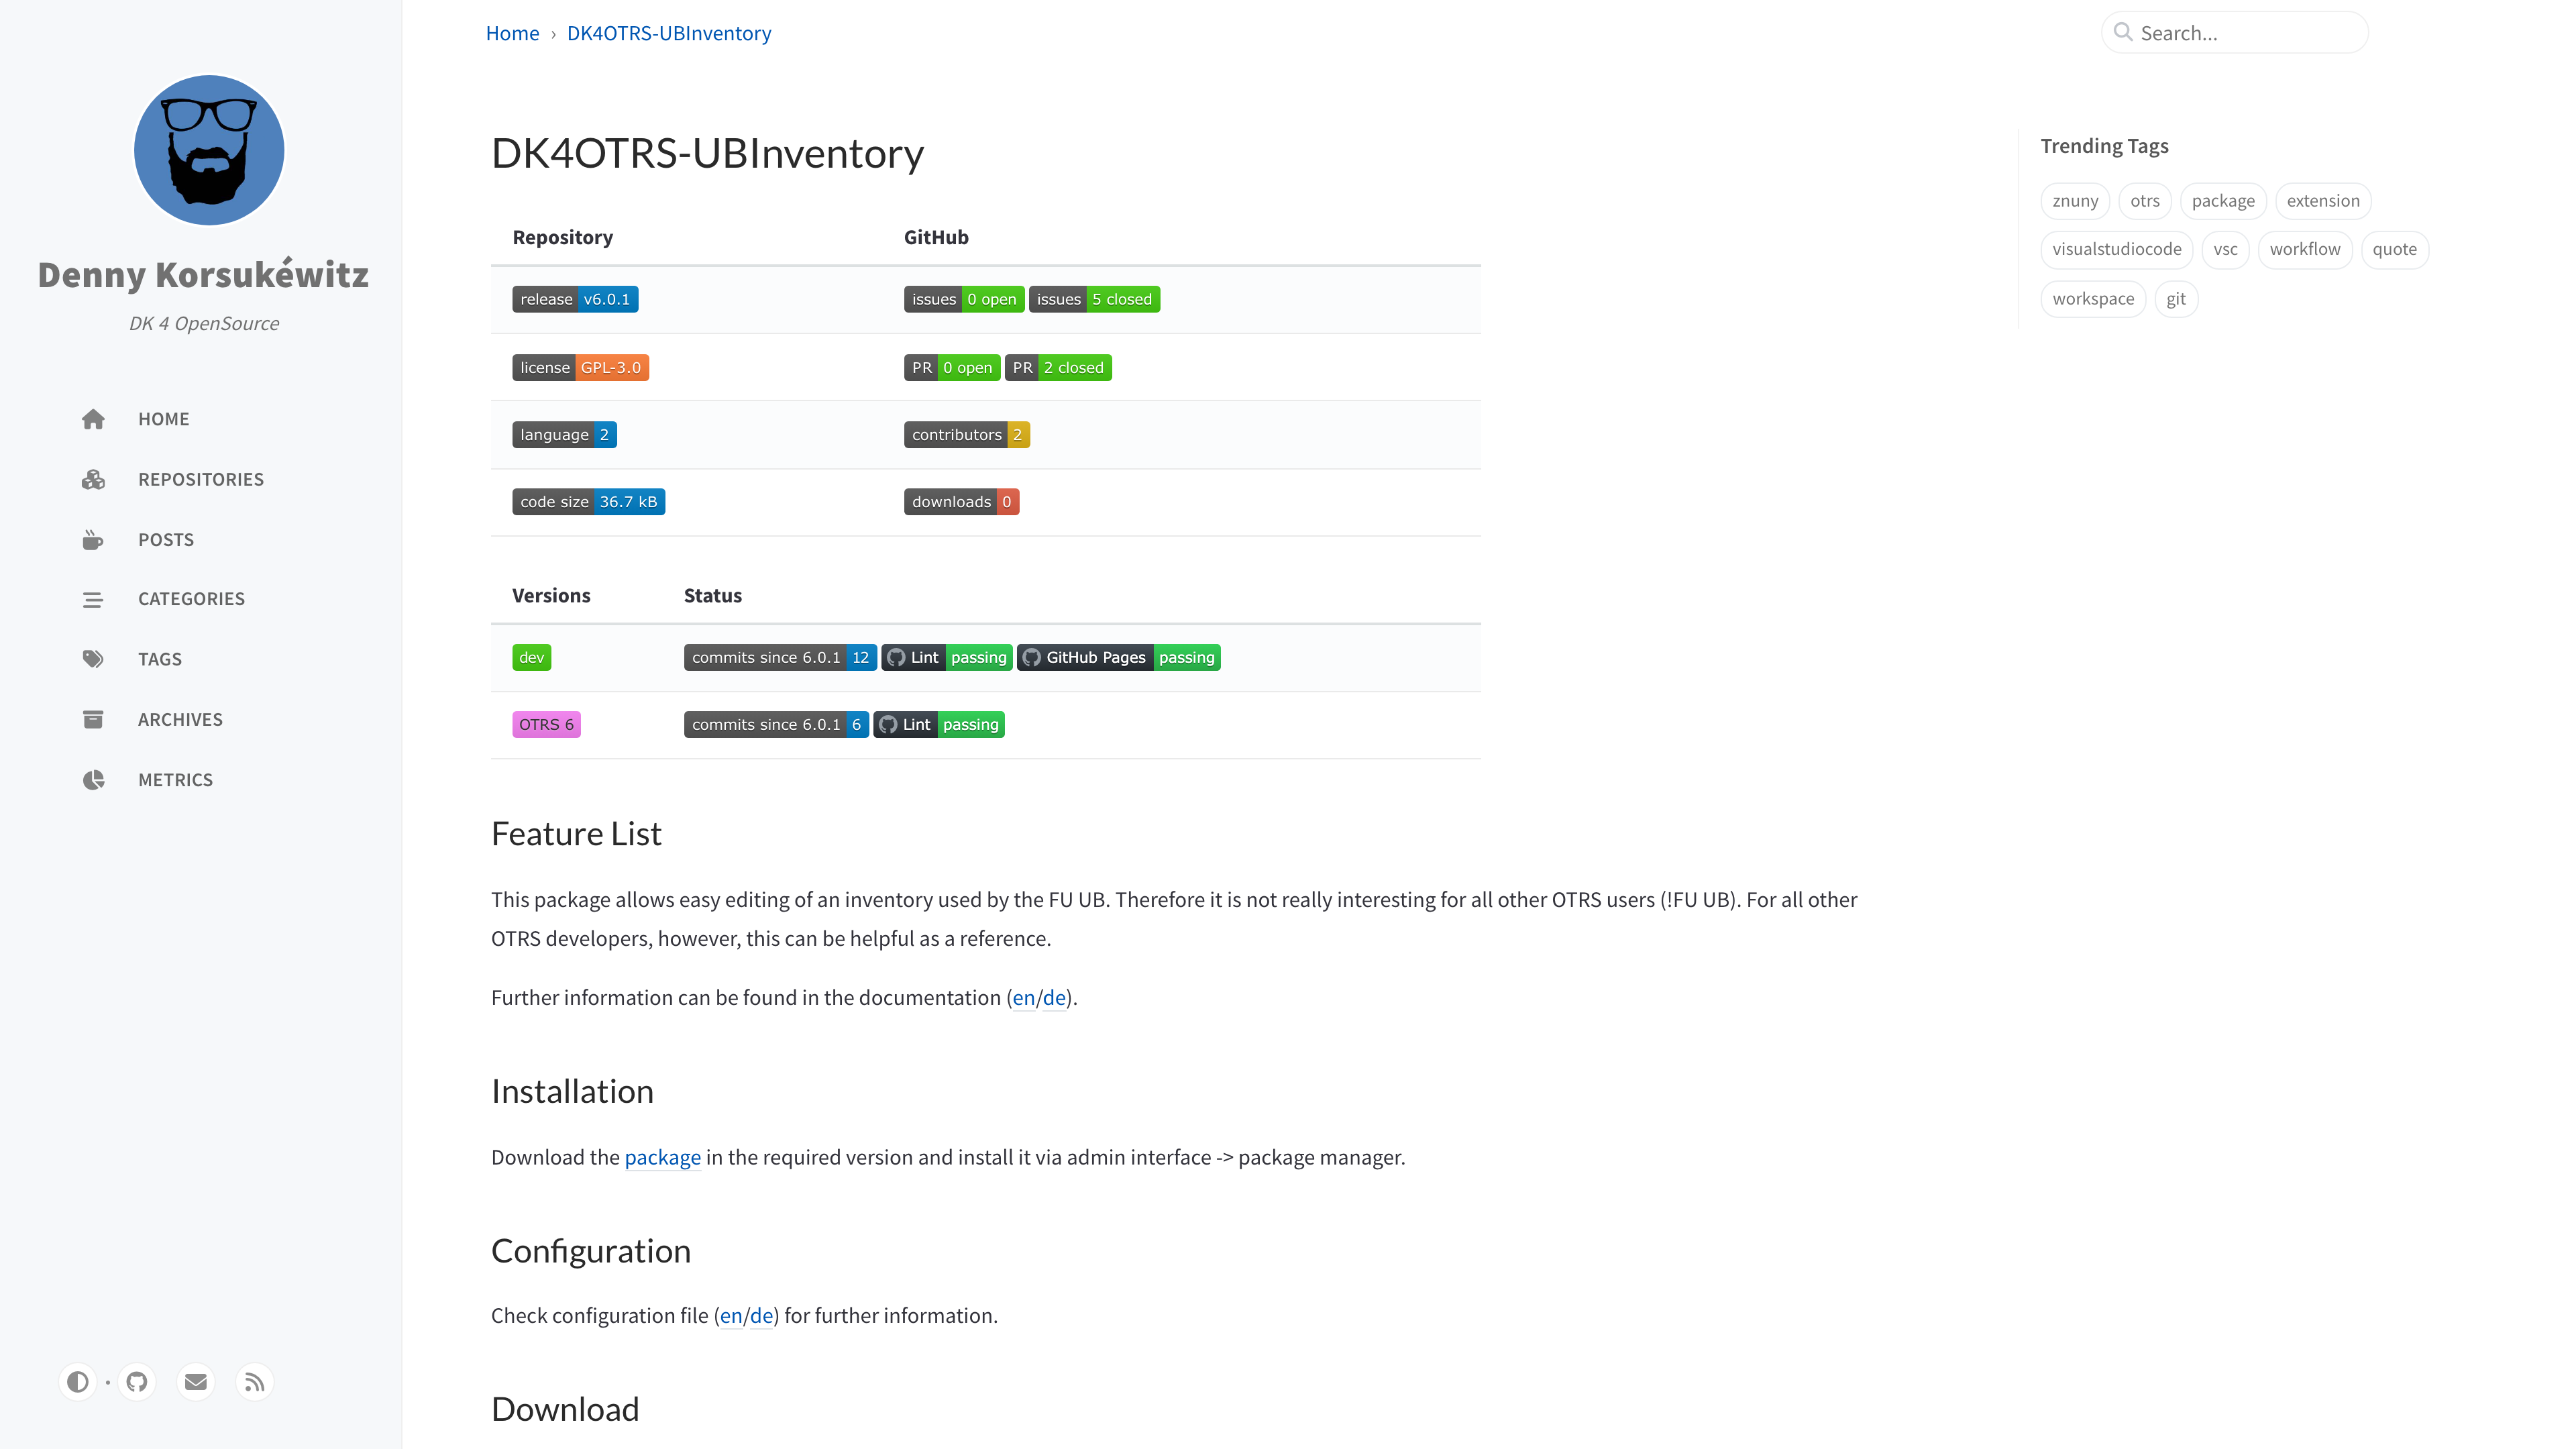 Denny Korsukéwitz
DK 4 OpenSource
HOME
REPOSITORIES
POSTS
CATEGORIES
TAGS
ARCHIVES
METRICS
Home › DK4OTRS-UBInventory
Search...
DK4OTRS-UBInventory
Repository GitHub
release v6.0.1 issues 0 open issues 5 closed
license GPL-3.0 PR 0 open PR 2 closed
language 2 contributors 2
code size 36.7 kB downloads 0
Versions Status
dev commits since 6.0.1 12 Lint passing GitHub Pages passing
OTRS 6 commits since 6.0.1 6 Lint passing
Feature List
This package allows easy editing of an inventory used by the FU UB. Therefore it is not really interesting for all other OTRS users (!FU UB). For all other
OTRS developers, however, this can be helpful as a reference.
Further information can be found in the documentation (en/de).
Installation
Download the package in the required version and install it via admin interface -> package manager.
Configuration
Check configuration file (en/de) for further information.
Download
Trending Tags
znuny otrs package extension
visualstudiocode vsc workflow quote
workspace git